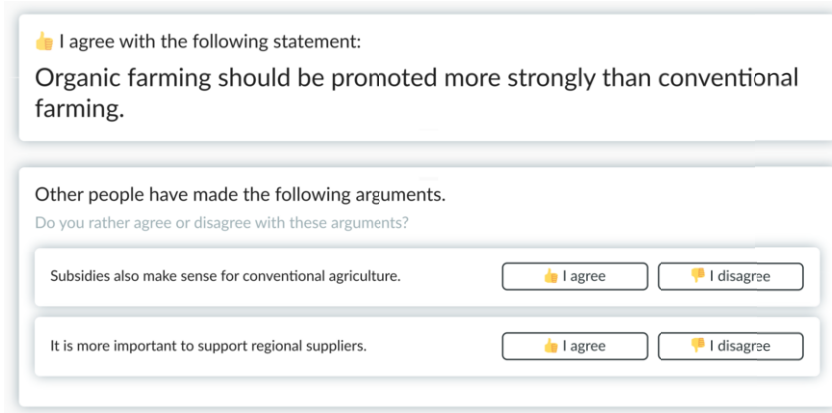 👍 I agree with the following statement:
Organic farming should be promoted more strongly than conventional
farming.
Other people have made the following arguments.
Do you rather agree or disagree with these arguments?
Subsidies also make sense for conventional agriculture. 👍 I agree 👎 I disagree
It is more important to support regional suppliers. 👍 I agree 👎 I disagree